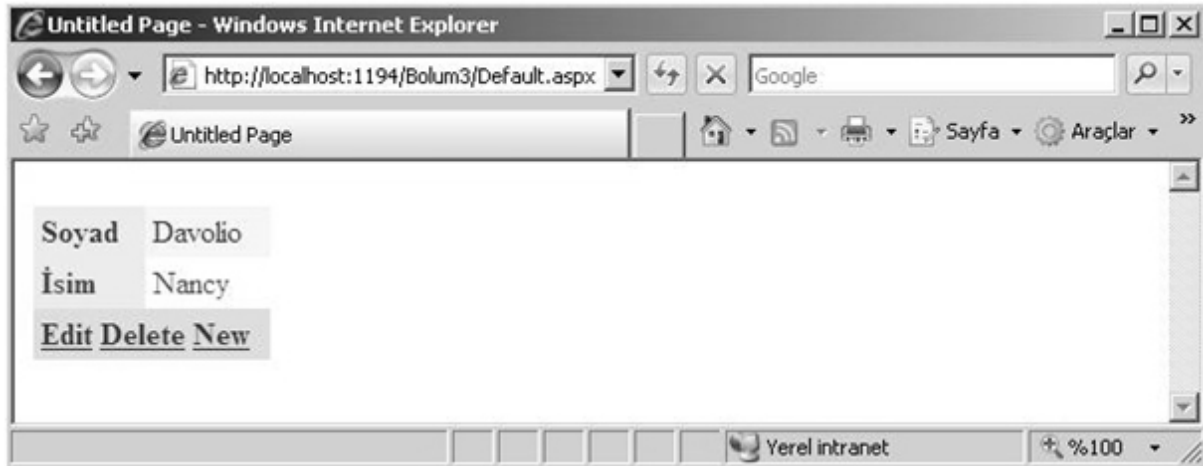 Untitled Page - Windows Internet Explorer
http://localhost:1194/Bolum3/Default.aspx
Google
Untitled Page
Sayfa
Araçlar
»
Soyad Davolio
İsim Nancy
Edit Delete New
Yerel intranet
%100